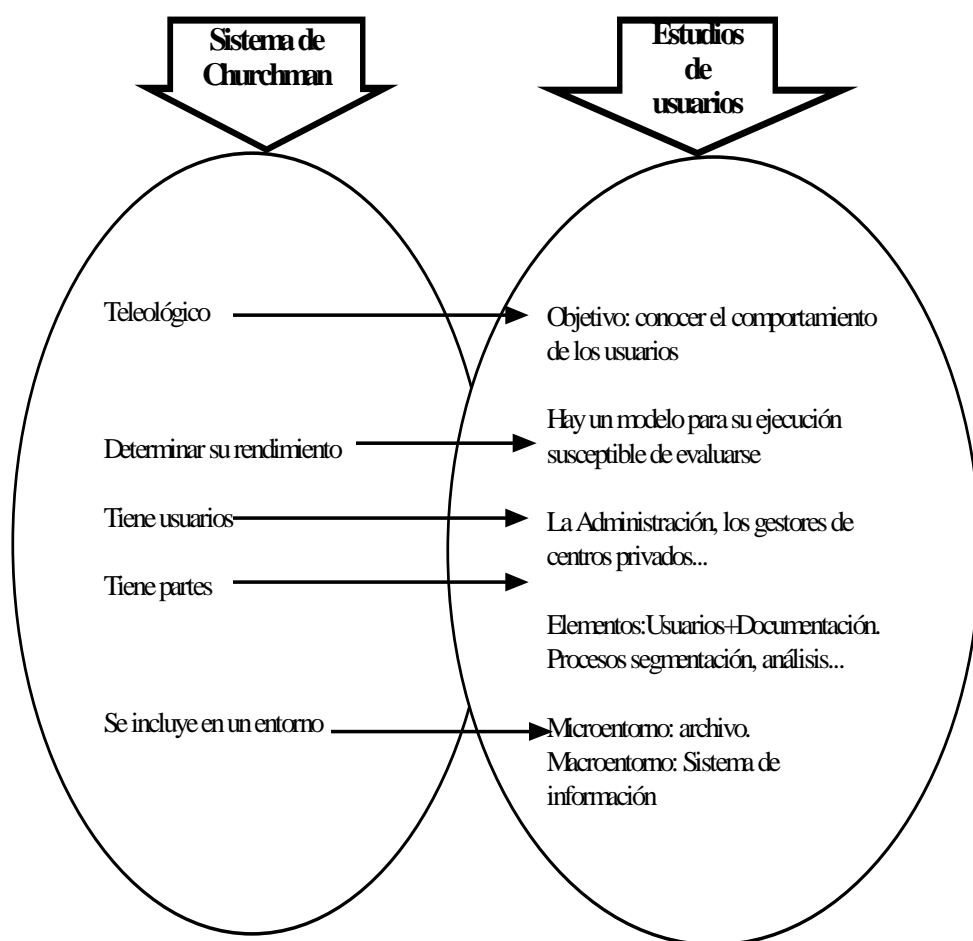 Sistema de
Churchman
Estudios
de
usuarios
Teleológico
Objetivo: conocer el comportamiento
de los usuarios
Determinar su rendimiento
Hay un modelo para su ejecución
susceptible de evaluarse
Tiene usuarios
La Administración, los gestores de
centros privados...
Tiene partes
Elementos:Usuarios+Documentación.
Procesos segmentación, análisis...
Se incluye en un entorno
Microentorno: archivo.
Macroentorno: Sistema de
información